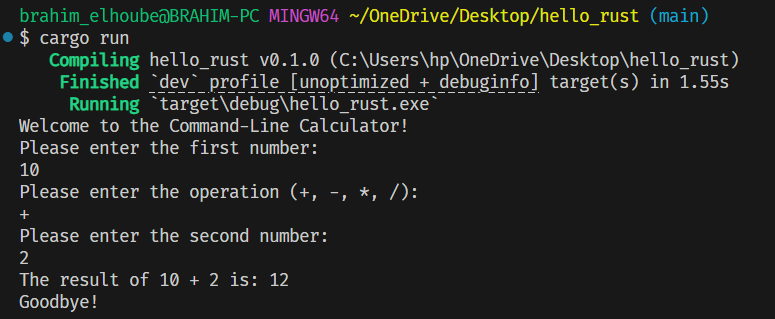 brahim_elhoube@BRAHIM-PC MINGW64 ~/OneDrive/Desktop/hello_rust (main)
$ cargo run
   Compiling hello_rust v0.1.0 (C:\Users\hp\OneDrive\Desktop\hello_rust)
    Finished `dev` profile [unoptimized + debuginfo] target(s) in 1.55s
     Running `target\debug\hello_rust.exe`
Welcome to the Command-Line Calculator!
Please enter the first number:
10
Please enter the operation (+, -, *, /):
+
Please enter the second number:
2
The result of 10 + 2 is: 12
Goodbye!